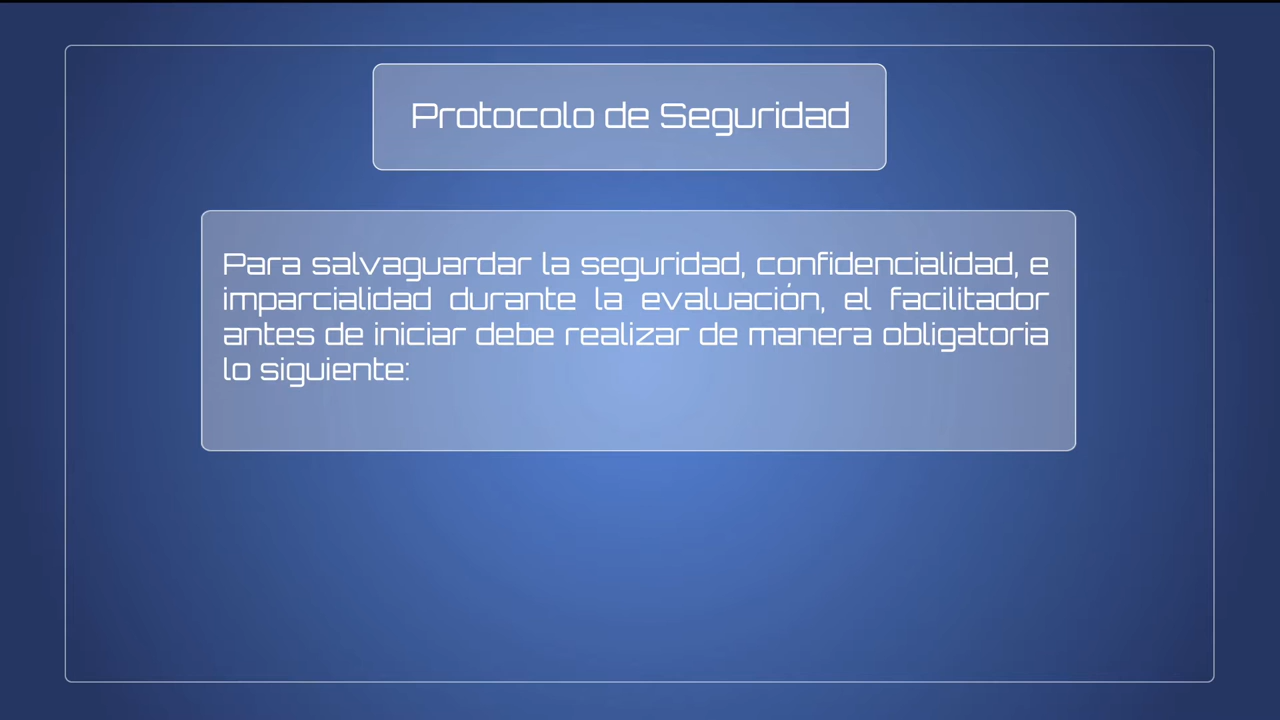 Protocolo de Seguridad
Para salvaguardar la seguridad, confidencialidad, e
imparcialidad durante la evaluación, el facilitador
antes de iniciar debe realizar de manera obligatoria
lo siguiente: